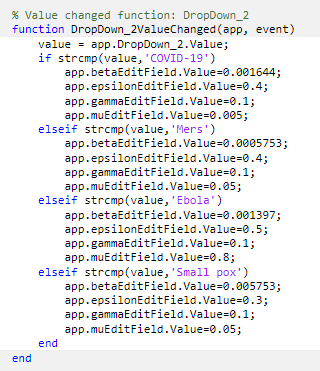 % Value changed function: DropDown_2
function DropDown_2ValueChanged(app, event)
    value = app.DropDown_2.Value;
    if strcmp(value,'COVID-19')
        app.betaEditField.Value=0.001644;
        app.epsilonEditField.Value=0.4;
        app.gammaEditField.Value=0.1;
        app.muEditField.Value=0.005;
    elseif strcmp(value,'Mers')
        app.betaEditField.Value=0.0005753;
        app.epsilonEditField.Value=0.4;
        app.gammaEditField.Value=0.1;
        app.muEditField.Value=0.05;
    elseif strcmp(value,'Ebola')
        app.betaEditField.Value=0.001397;
        app.epsilonEditField.Value=0.5;
        app.gammaEditField.Value=0.1;
        app.muEditField.Value=0.8;
    elseif strcmp(value,'Small pox')
        app.betaEditField.Value=0.005753;
        app.epsilonEditField.Value=0.3;
        app.gammaEditField.Value=0.1;
        app.muEditField.Value=0.05;
    end
end